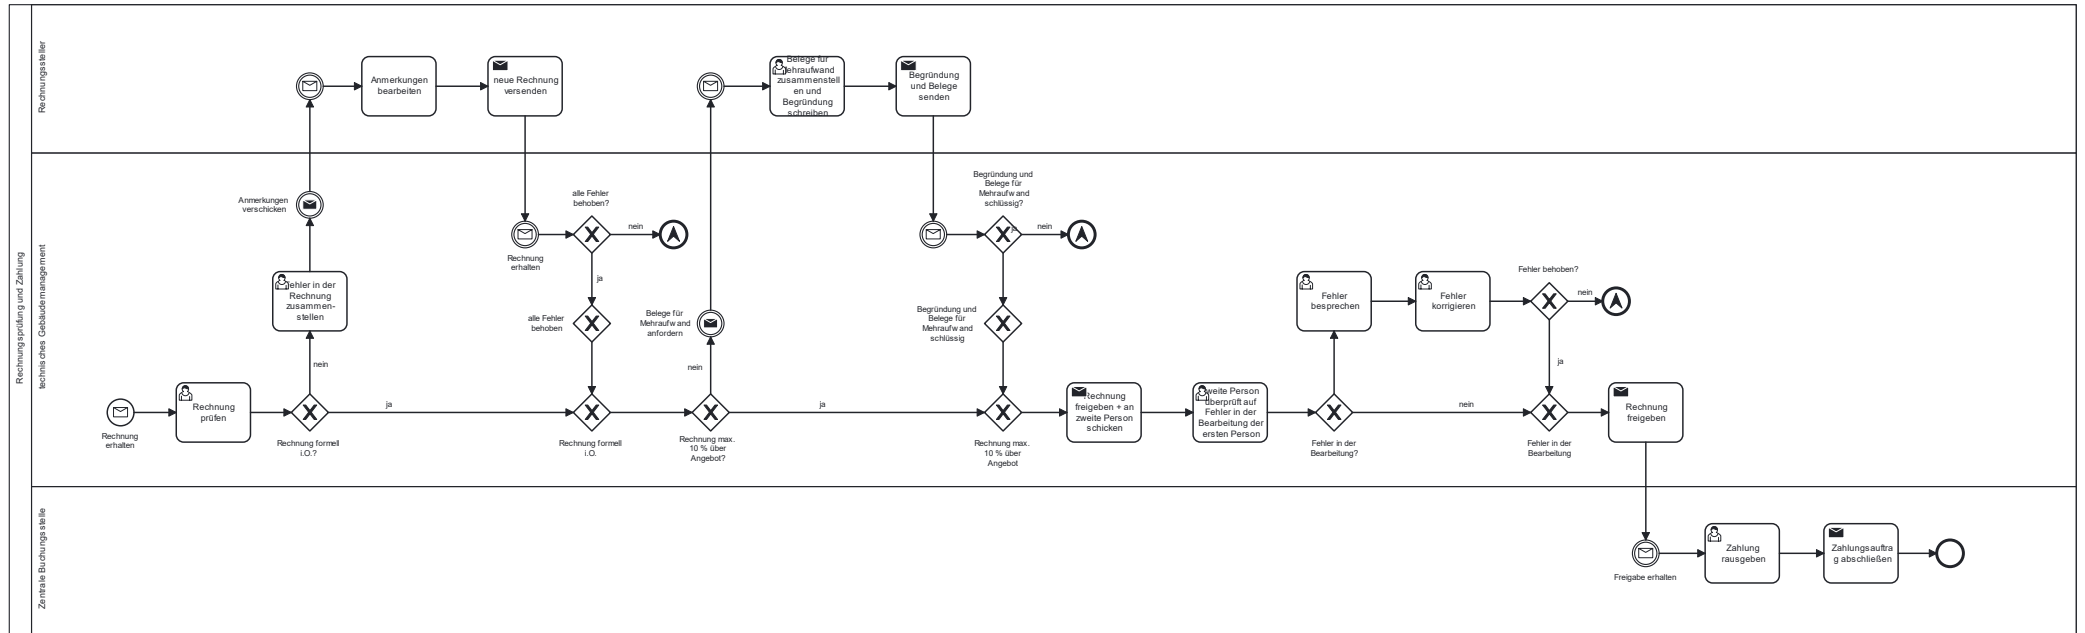 Rechnungsprüfung und Zahlung
Rechnungssteller
Anmerkungen
bearbeiten
neue Rechnung
versenden
Belege für
Mehraufwand
zusammenstell
en und
Begründung
schreiben
Begründung
und Belege
senden
technisches Gebäudemanagement
Rechnung
erhalten
Rechnung
prüfen
Rechnung formell
i.O.?
nein
ja
Fehler in der
Rechnung
zusammen-
stellen
Anmerkungen
verschicken
Rechnung
erhalten
alle Fehler
behoben?
nein
ja
alle Fehler
behoben
Rechnung formell
i.O.
Rechnung max.
10 % über
Angebot?
nein
ja
Belege für
Mehraufwand
anfordern
Begründung und
Belege für
Mehraufwand
schlüssig?
ja
nein
Begründung und
Belege für
Mehraufwand
schlüssig
Rechnung max.
10 % über
Angebot
Rechnung
freigeben + an
zweite Person
schicken
zweite Person
überprüft auf
Fehler in der
Bearbeitung der
ersten Person
Fehler in der
Bearbeitung?
nein
Fehler
besprechen
Fehler
korrigieren
Fehler behoben?
nein
ja
Fehler in der
Bearbeitung
Rechnung
freigeben
Zentrale Buchungsstelle
Freigabe erhalten
Zahlung
rausgeben
Zahlungsauftra
g abschließen